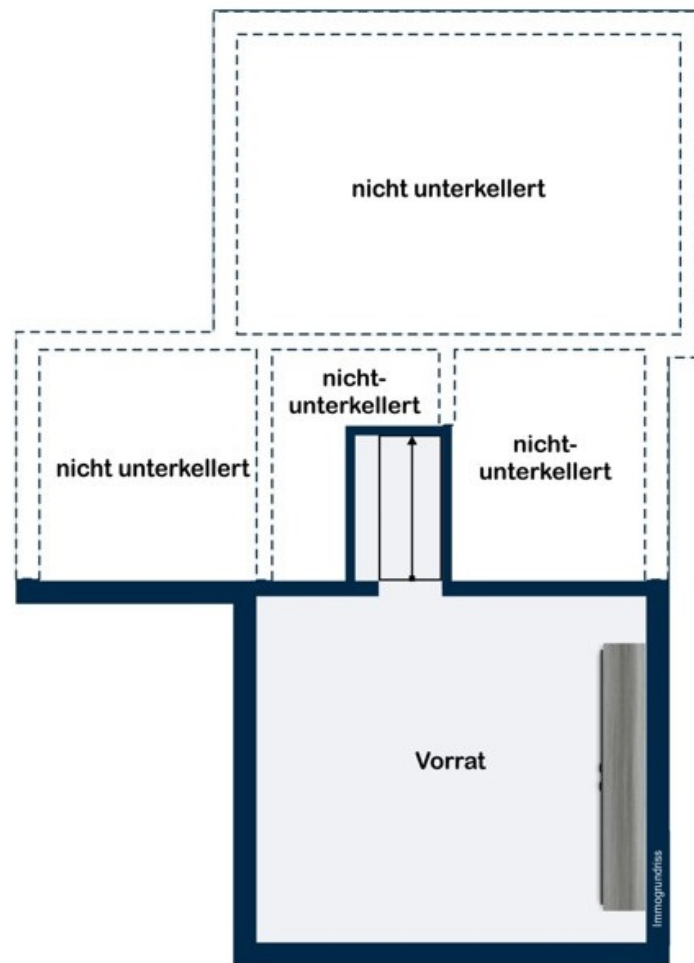 nicht unterkellert
nicht-
unterkellert
nicht unterkellert
nicht-
unterkellert
Vorrat
Immogrundriss